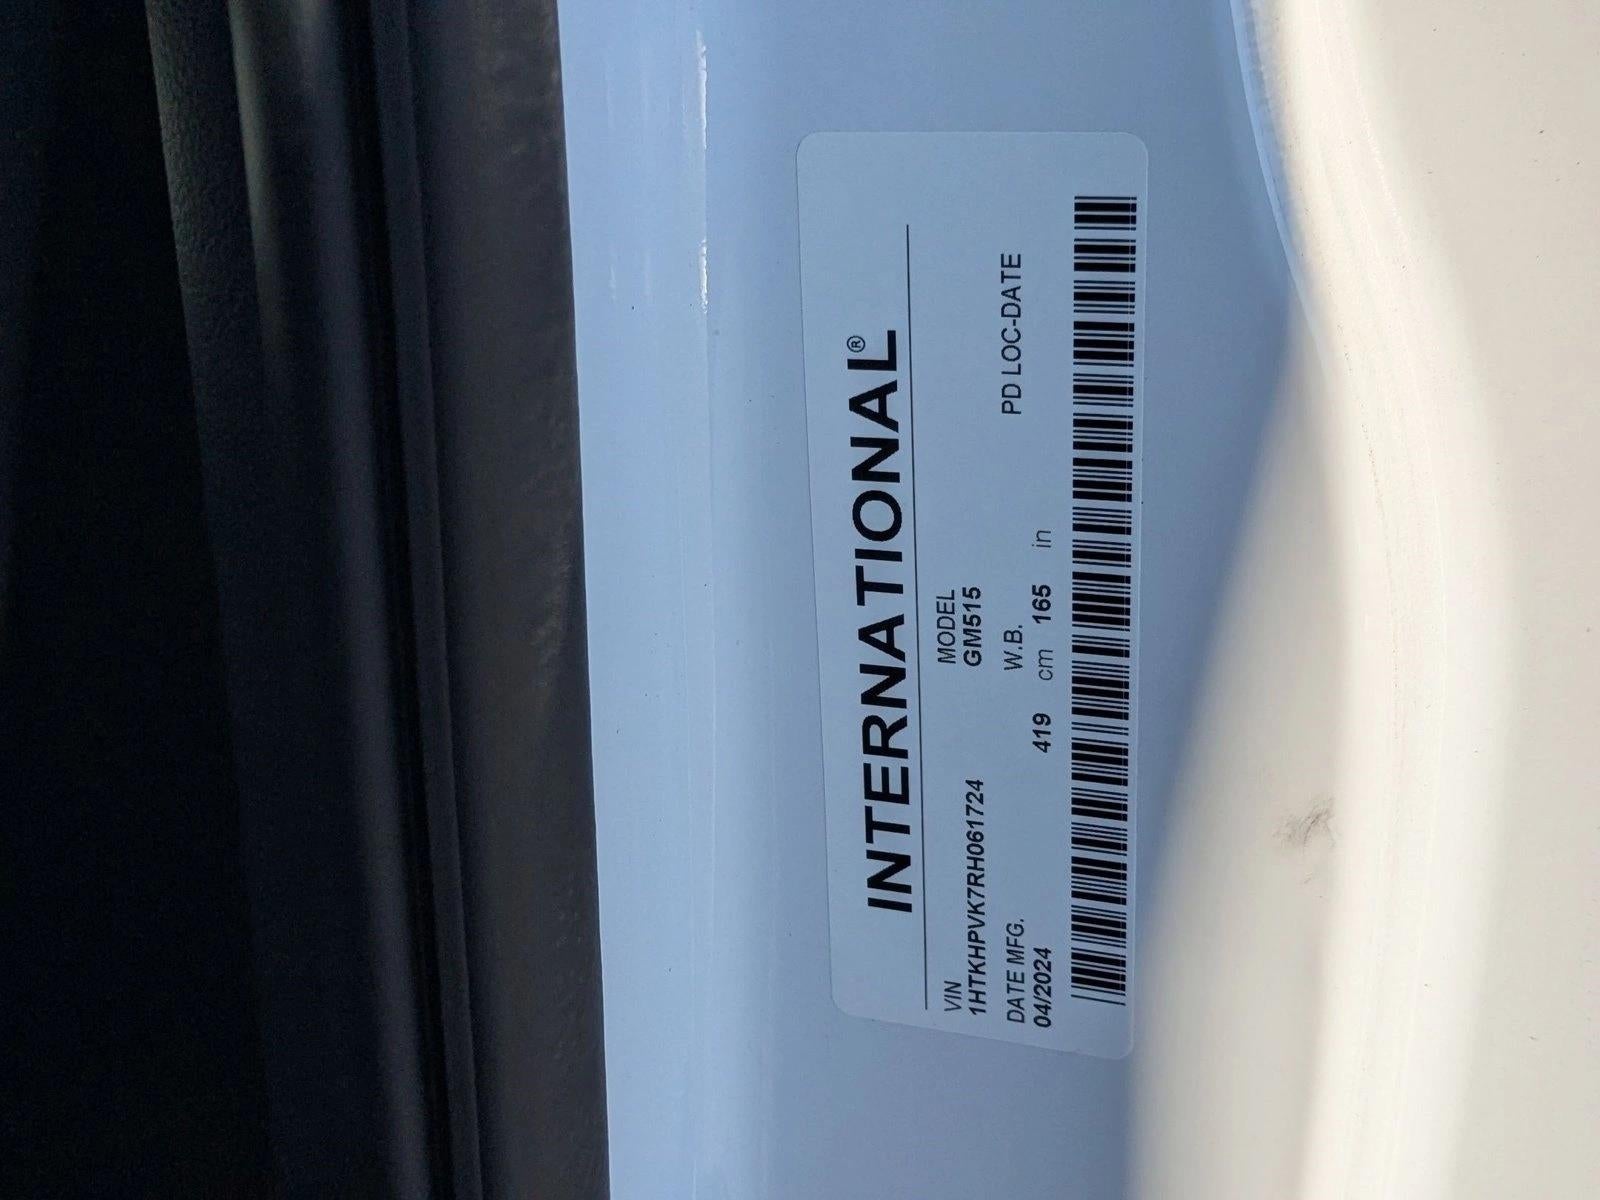 INTERNATIONAL®
VIN MODEL
1HTKHPVK7RH061724 GM515
DATE MFG. W.B. PD LOC-DATE
04/2024 419 cm 165 in